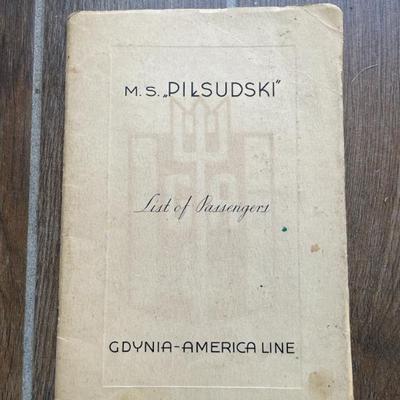 M.S. „PIŁSUDSKI"
List of Passengers
GDYNIA-AMERICA LINE